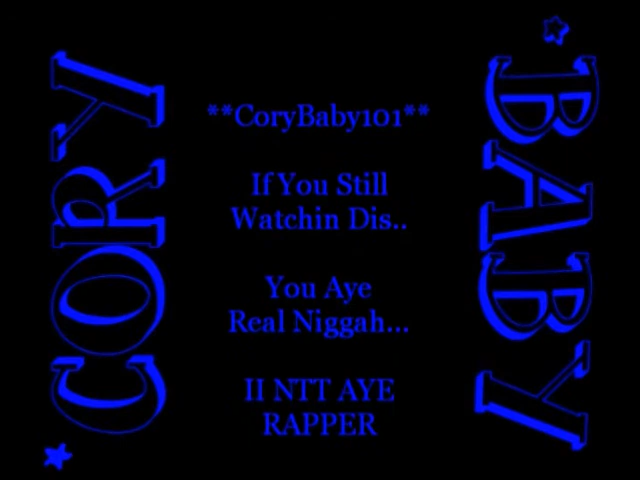 CORY
**CoryBaby101**
If You Still
Watchin Dis..
You Aye
Real Niggah...
II NTT AYE
RAPPER
BABY